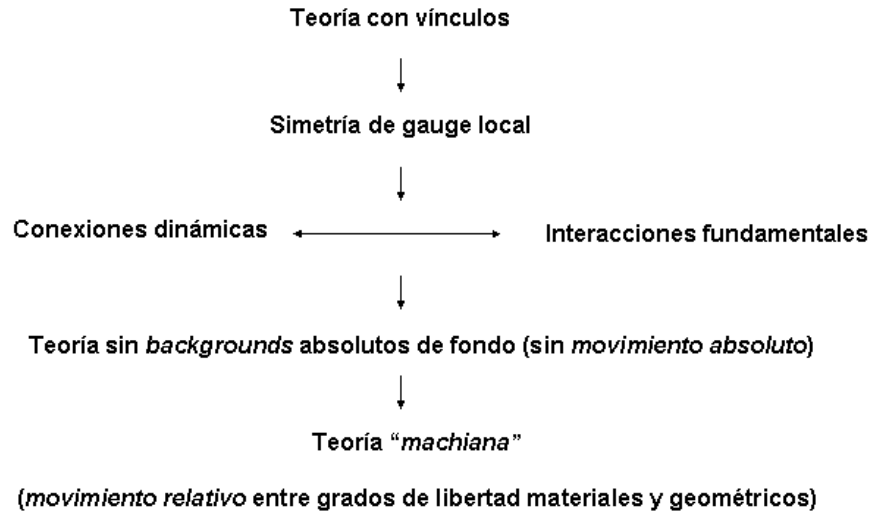 Teoría con vínculos
Simetría de gauge local
Conexiones dinámicas
Interacciones fundamentales
Teoría sin backgrounds absolutos de fondo (sin movimiento absoluto)
Teoría “machiana”
(movimiento relativo entre grados de libertad materiales y geométricos)